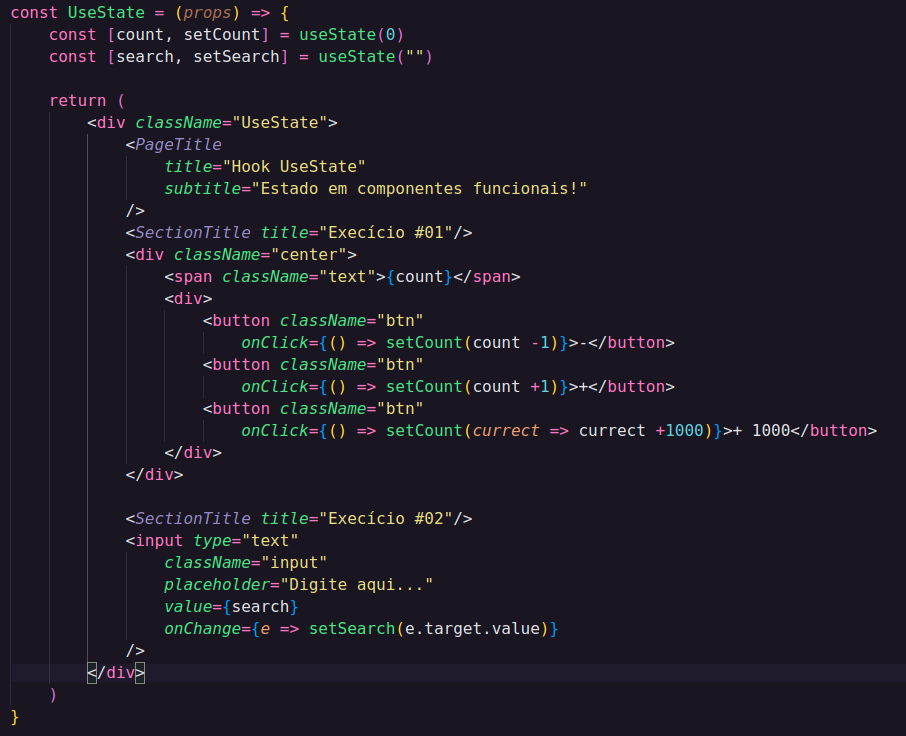 const UseState = (props) => {
    const [count, setCount] = useState(0)
    const [search, setSearch] = useState("")

    return (
        <div className="UseState">
            <PageTitle
                title="Hook UseState"
                subtitle="Estado em componentes funcionais!"
            />
            <SectionTitle title="Execício #01"/>
            <div className="center">
                <span className="text">{count}</span>
                <div>
                    <button className="btn"
                        onClick={() => setCount(count -1)}>-</button>
                    <button className="btn"
                        onClick={() => setCount(count +1)}>+</button>
                    <button className="btn"
                        onClick={() => setCount(currect => currect +1000)}>+ 1000</button>
                </div>
            </div>

            <SectionTitle title="Execício #02"/>
            <input type="text"
                className="input"
                placeholder="Digite aqui..."
                value={search}
                onChange={e => setSearch(e.target.value)}
            />
        </div>
    )
}